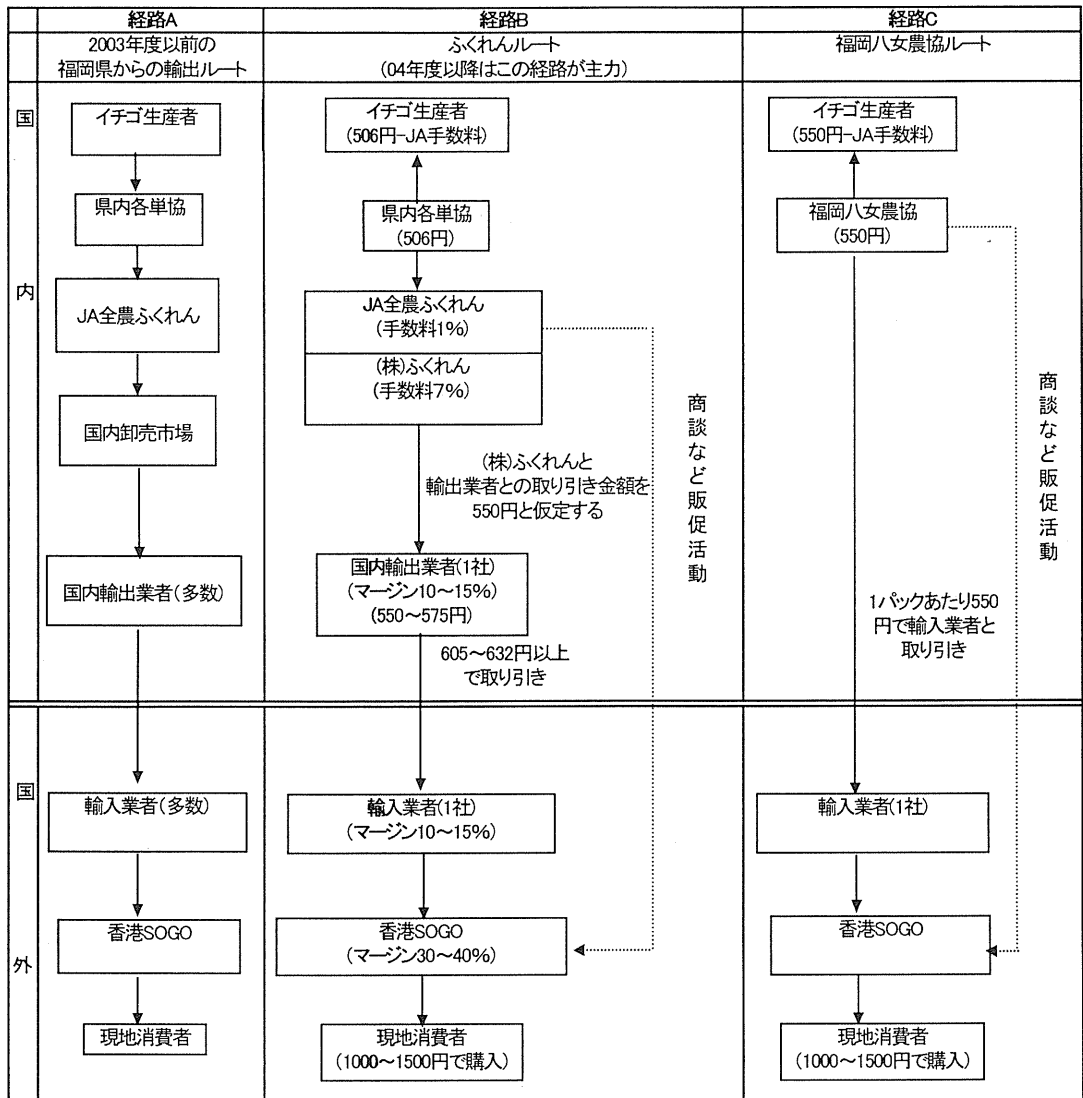 経路A
経路B
経路C
2003年度以前の
福岡県からの輸出ルート
ふくれんルート
(04年度以降はこの経路が主力)
福岡八女農協ルート
国
内
国
外
イチゴ生産者
県内各単協
JA全農ふくれん
国内卸売市場
国内輸出業者(多数)
輸入業者(多数)
香港SOGO
現地消費者
イチゴ生産者
(506円-JA手数料)
県内各単協
(506円)
JA全農ふくれん
(手数料1%)
(株)ふくれん
(手数料7%)
(株)ふくれんと
輸出業者との取り引き金額を
550円と仮定する
国内輸出業者(1社)
(マージン10～15%)
(550～575円)
605～632円以上
で取り引き
輸入業者(1社)
(マージン10～15%)
香港SOGO
(マージン30～40%)
現地消費者
(1000～1500円で購入)
商談など販促活動
イチゴ生産者
(550円-JA手数料)
福岡八女農協
(550円)
1パックあたり550
円で輸入業者と
取り引き
輸入業者(1社)
香港SOGO
現地消費者
(1000～1500円で購入)
商談など販促活動